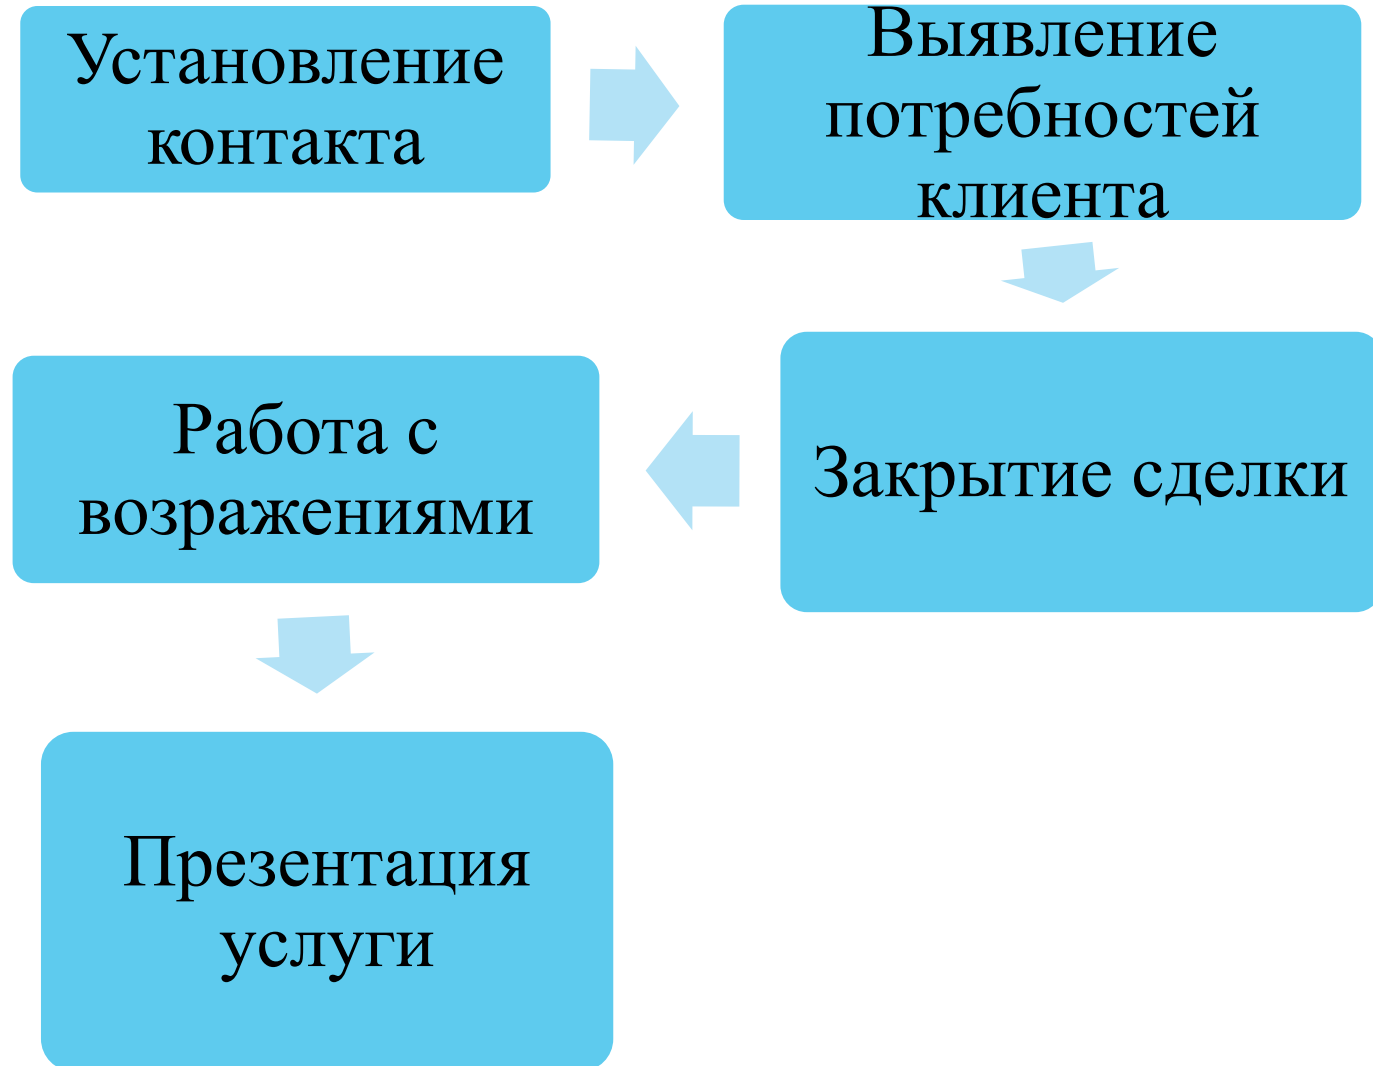 Установление
контакта
Выявление
потребностей
клиента
Закрытие сделки
Работа с
возражениями
Презентация
услуги